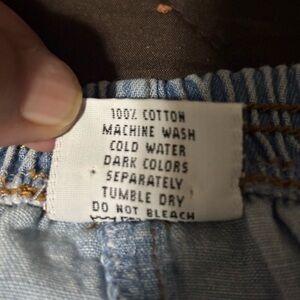 100% COTTON
MACHINE WASH
COLD WATER
DARK COLORS
SEPARATELY
TUMBLE DRY
DO NOT BLEACH